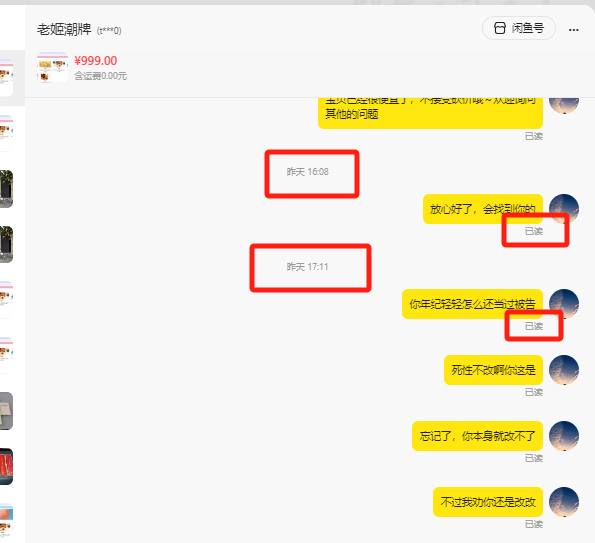 老姬潮牌 (t***0)
闲鱼号
¥999.00
含运费0.00元
宝贝已经很便宜了，不接受砍价哦～欢迎询问
其他的问题
已读
昨天 16:08
放心好了，会找到你的
已读
昨天 17:11
你年纪轻轻怎么还当过被告
已读
死性不改啊你这是
已读
忘记了，你本身就改不了
已读
不过我劝你还是改改
已读